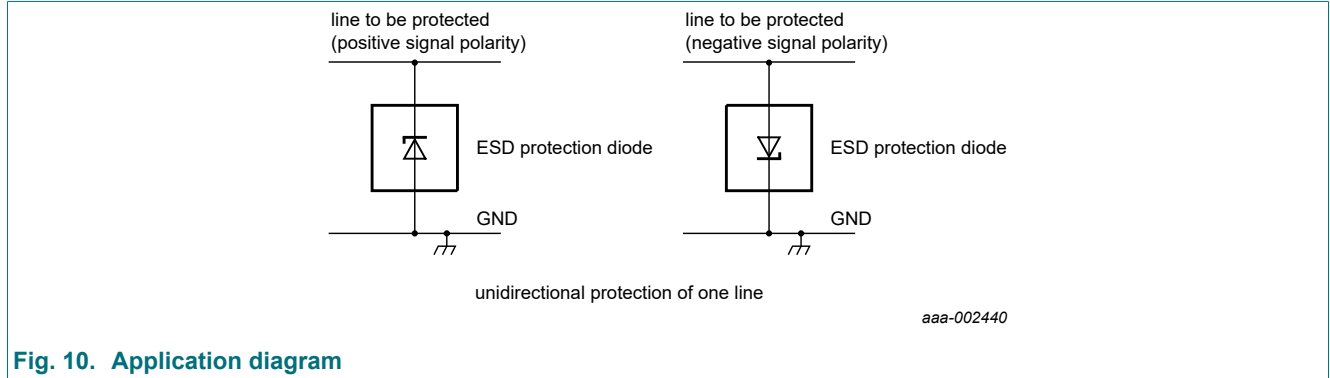 line to be protected
(positive signal polarity)
line to be protected
(negative signal polarity)
ESD protection diode
ESD protection diode
GND
GND
unidirectional protection of one line
aaa-002440
Fig. 10. Application diagram